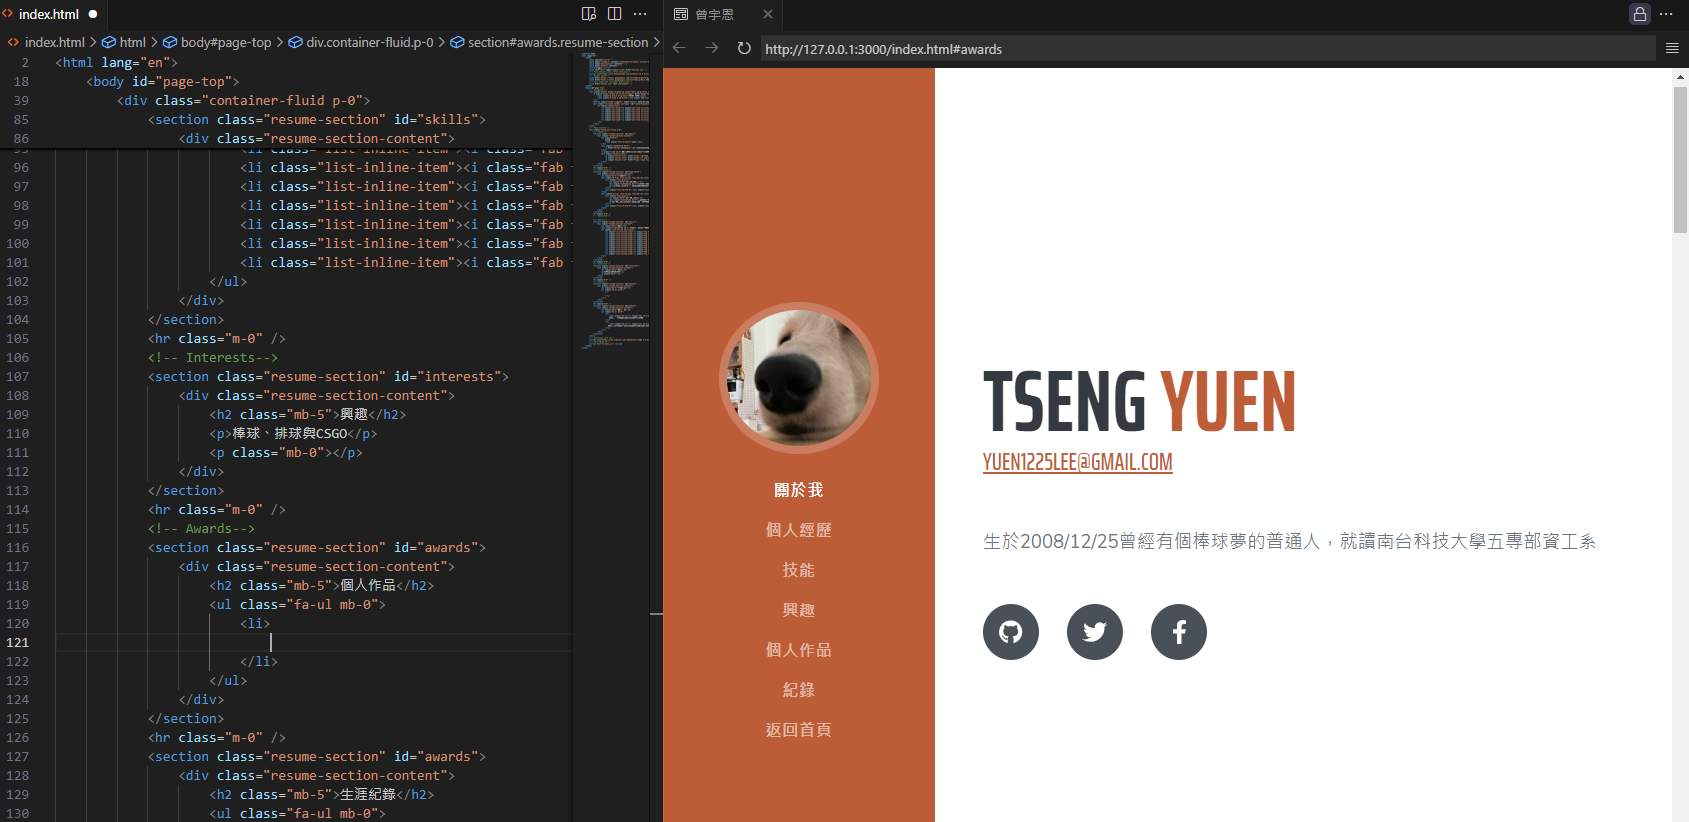 index.html
index.html > html > body#page-top > div.container-fluid.p-0 > section#awards.resume-section >
2 <html lang="en">
18 <body id="page-top">
39 <div class="container-fluid p-0">
85 <section class="resume-section" id="skills">
86 <div class="resume-section-content">
96 <li class="list-inline-item"><i class="fab
97 <li class="list-inline-item"><i class="fab
98 <li class="list-inline-item"><i class="fab
99 <li class="list-inline-item"><i class="fab
100 <li class="list-inline-item"><i class="fab
101 <li class="list-inline-item"><i class="fab
102 </ul>
103 </div>
104 </section>
105 <hr class="m-0" />
106 <!-- Interests-->
107 <section class="resume-section" id="interests">
108 <div class="resume-section-content">
109 <h2 class="mb-5">興趣</h2>
110 <p>棒球、排球與CSGO</p>
111 <p class="mb-0"></p>
112 </div>
113 </section>
114 <hr class="m-0" />
115 <!-- Awards-->
116 <section class="resume-section" id="awards">
117 <div class="resume-section-content">
118 <h2 class="mb-5">個人作品</h2>
119 <ul class="fa-ul mb-0">
120 <li>
121
122 </li>
123 </ul>
124 </div>
125 </section>
126 <hr class="m-0" />
127 <section class="resume-section" id="awards">
128 <div class="resume-section-content">
129 <h2 class="mb-5">生涯紀錄</h2>
130 <ul class="fa-ul mb-0">
曾宇恩
http://127.0.0.1:3000/index.html#awards
關於我
個人經歷
技能
興趣
個人作品
紀錄
返回首頁
TSENG YUEN
YUEN1225LEE@GMAIL.COM
生於2008/12/25曾經有個棒球夢的普通人，就讀南台科技大學五專部資工系